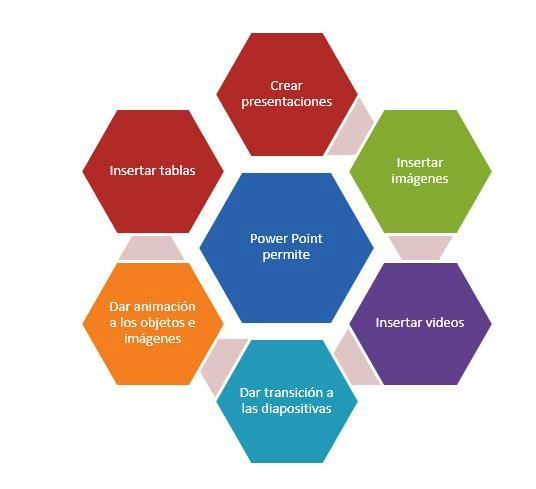 Crear
presentaciones
Insertar
imágenes
Insertar videos
Dar transición a
las diapositivas
Dar animación
a los objetos e
imágenes
Insertar tablas
Power Point
permite